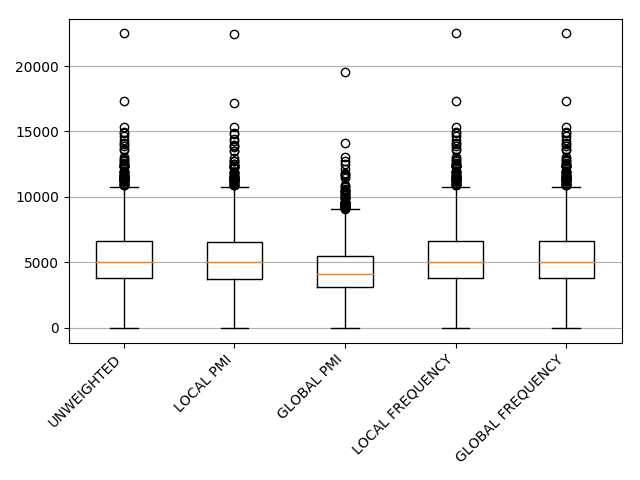 20000
15000
10000
5000
0
UNWEIGHTED
LOCAL PMI
GLOBAL PMI
LOCAL FREQUENCY
GLOBAL FREQUENCY